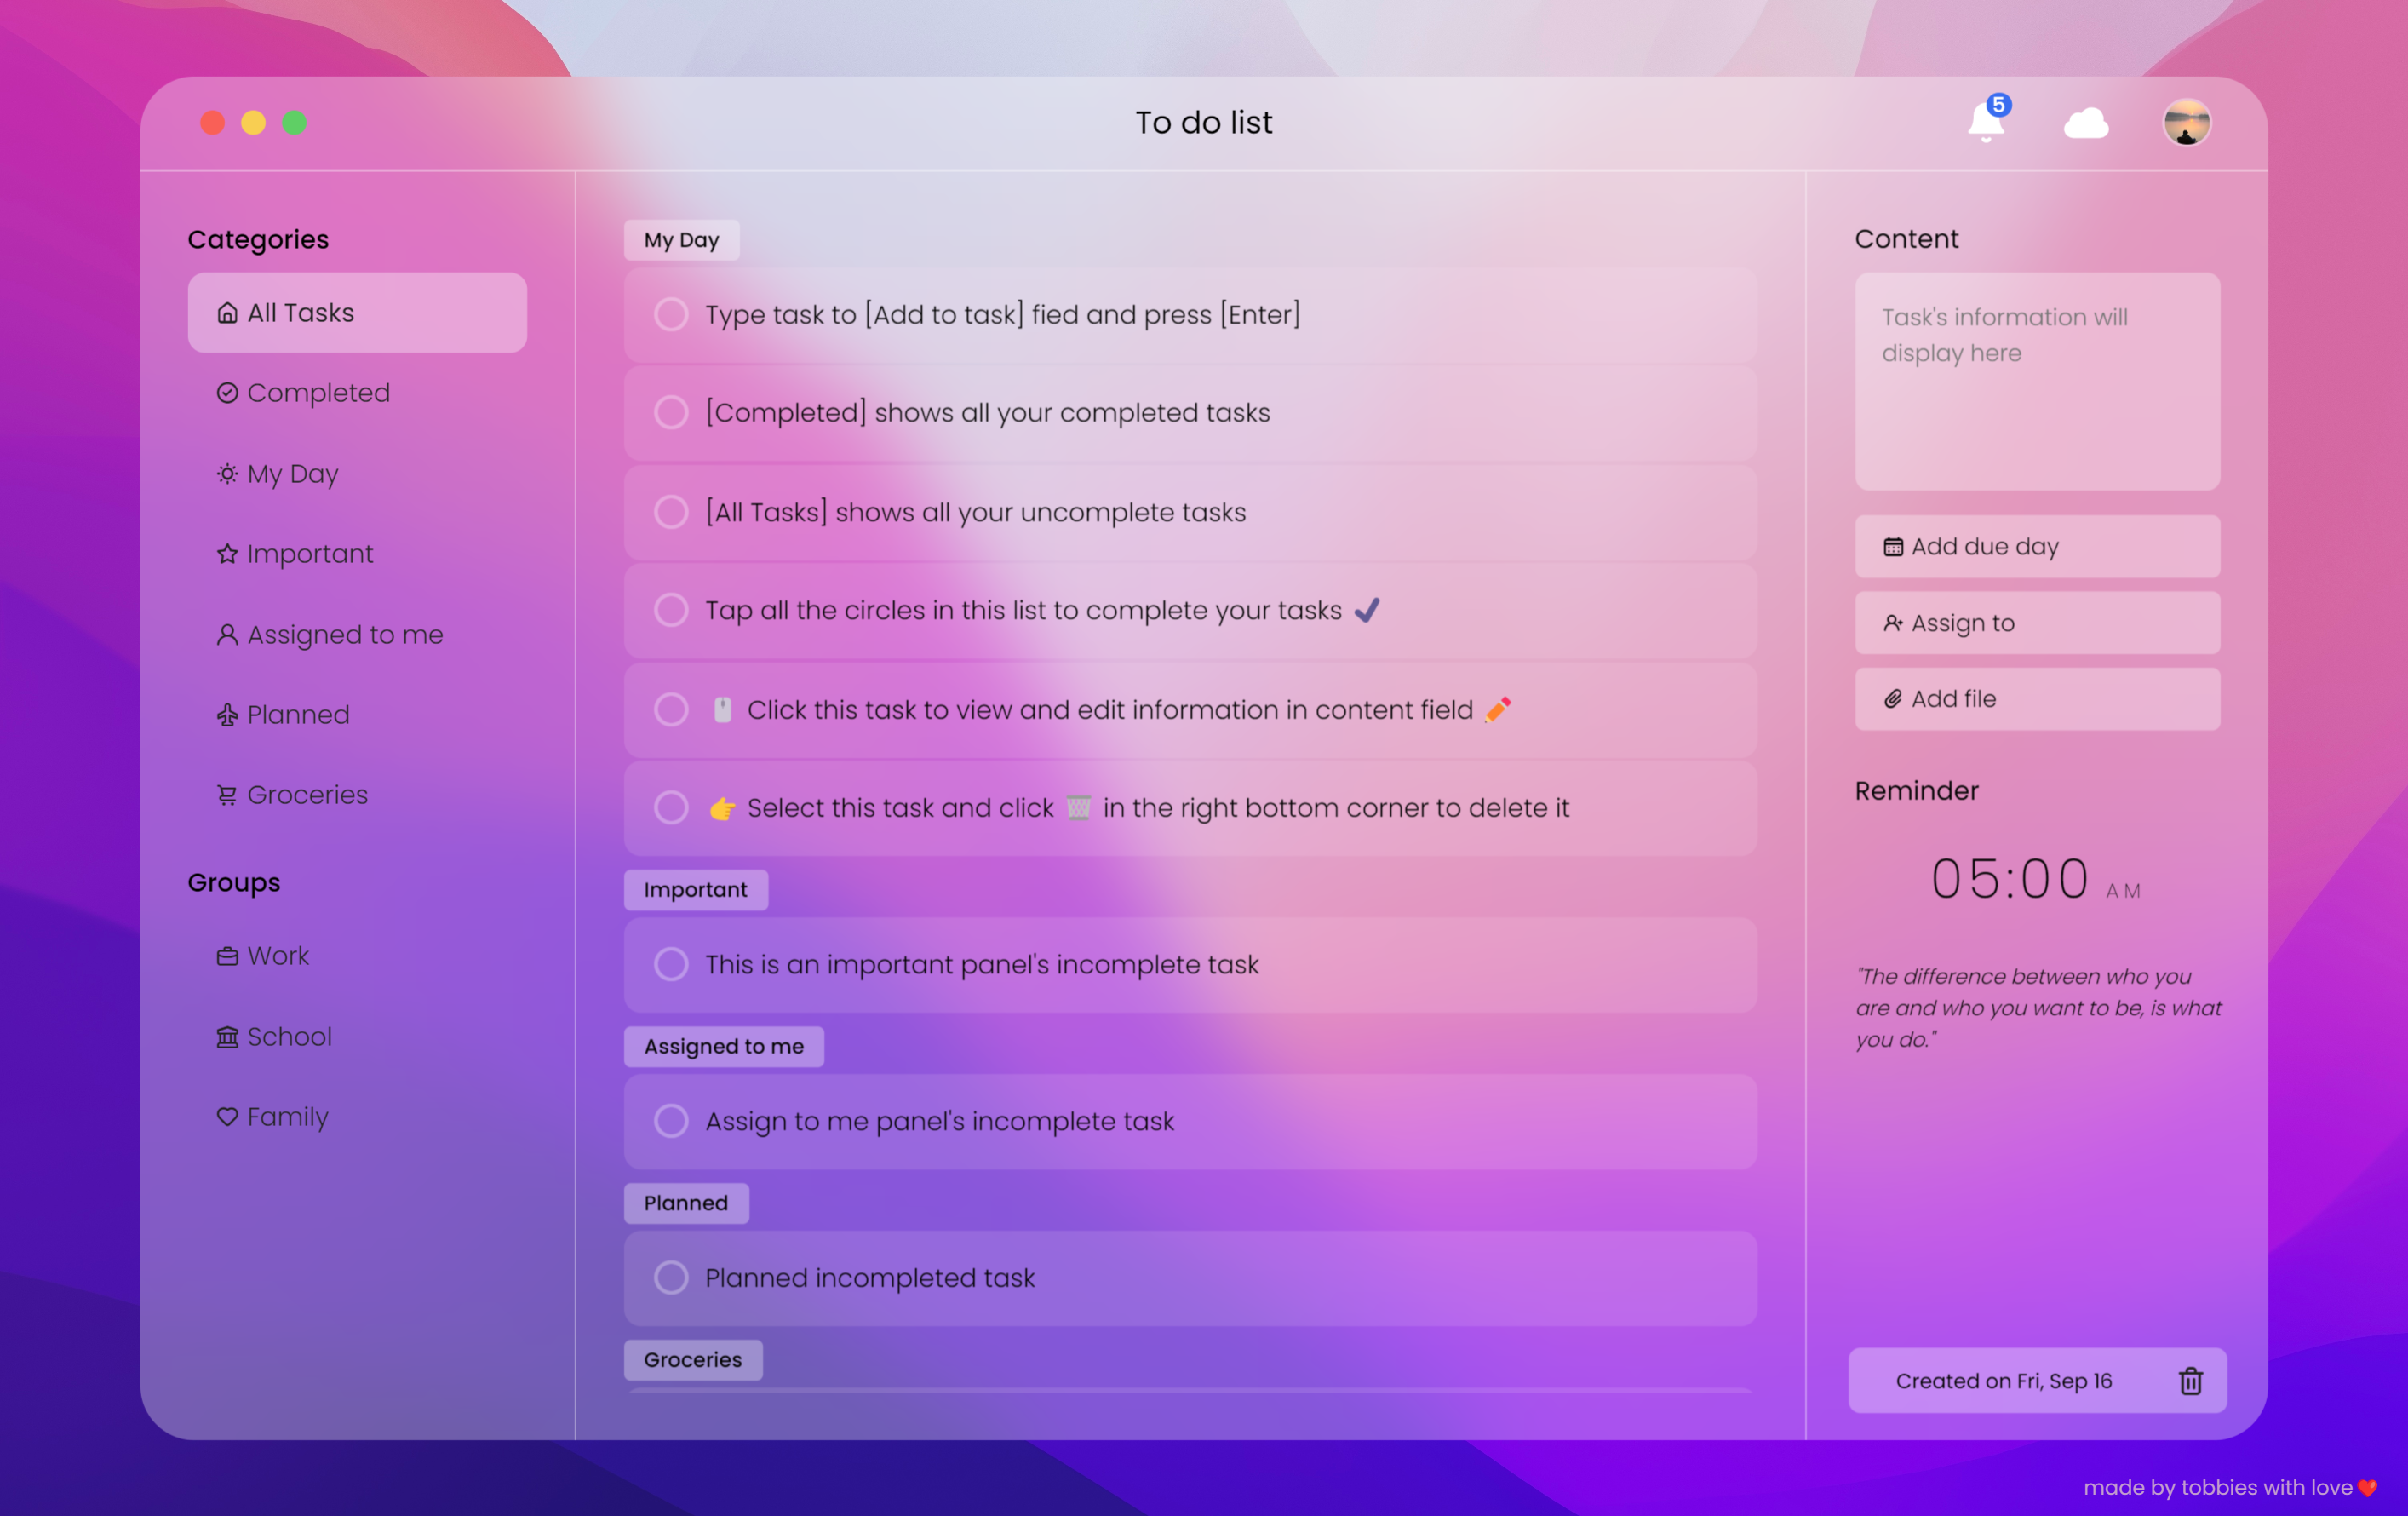 To do list
5
Categories
All Tasks
Completed
My Day
Important
Assigned to me
Planned
Groceries
Groups
Work
School
Family
My Day
Type task to [Add to task] fied and press [Enter]
[Completed] shows all your completed tasks
[All Tasks] shows all your uncomplete tasks
Tap all the circles in this list to complete your tasks ✔️
🖱️ Click this task to view and edit information in content field ✏️
👉 Select this task and click 🗑️ in the right bottom corner to delete it
Important
This is an important panel's incomplete task
Assigned to me
Assign to me panel's incomplete task
Planned
Planned incompleted task
Groceries
Content
Task's information will
display here
Add due day
Assign to
Add file
Reminder
05:00 AM
"The difference between who you
are and who you want to be, is what
you do."
Created on Fri, Sep 16
made by tobbies with love❤️